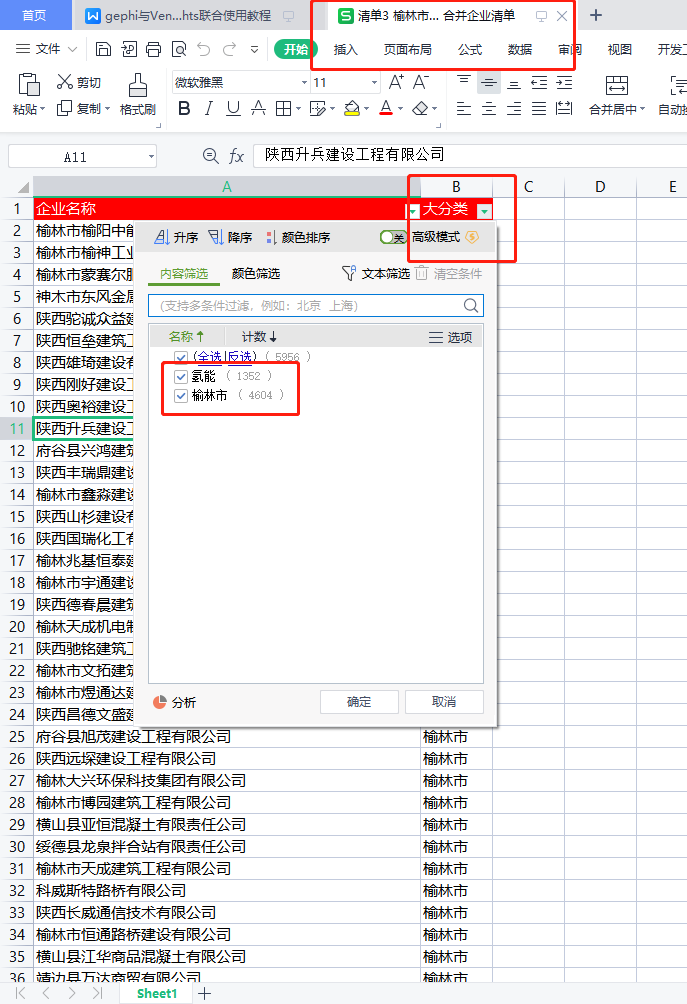 首页 gephi与Ven...hts联合使用教程 清单3 榆林市... 合并企业清单
文件 开始 插入 页面布局 公式 数据 审阅 视图 开发工
粘贴 剪切 复制 格式刷 微软雅黑 11 合并居中 自动换
A11 fx 陕西升兵建设工程有限公司
A B C D E
1 企业名称 大分类
2 榆林市榆阳中能
3 榆林市榆神工业
4 榆林市蒙赛尔服
5 神木市东风金属
6 陕西驼诚众益建
7 陕西恒垒建筑工
8 陕西雄琦建设有
9 陕西刚好建设工
10 陕西奥裕建设工
11 陕西升兵建设工
12 府谷县兴鸿建筑
13 陕西丰瑞鼎建设
14 榆林市鑫淼建设
15 陕西山杉建设有
16 陕西国瑞化工有
17 榆林兆基恒泰建
18 榆林市宇通建设
19 陕西德春晨建筑
20 榆林天成机电制
21 陕西驰铭建筑工
22 榆林市文拓建筑
23 榆林市煜通达建
24 陕西昌德文盛建
升序 降序 颜色排序 关 高级模式
内容筛选 颜色筛选 文本筛选 清空条件
(支持多条件过滤，例如：北京 上海)
名称 计数 选项
(全选|反选) ( 5956 )
氢能 ( 1352 )
榆林市 ( 4604 )
分析 确定 取消
25 府谷县旭茂建设工程有限公司 榆林市
26 陕西远探建设工程有限公司 榆林市
27 榆林大兴环保科技集团有限公司 榆林市
28 榆林市博园建筑工程有限公司 榆林市
29 横山县亚恒混凝土有限责任公司 榆林市
30 绥德县龙泉拌合站有限责任公司 榆林市
31 榆林市天成建筑工程有限公司 榆林市
32 科威斯特路桥有限公司 榆林市
33 陕西长威通信技术有限公司 榆林市
34 榆林市恒通路桥建设有限公司 榆林市
35 横山县江华商品混凝土有限公司 榆林市
36 靖边县万达商贸有限公司 榆林市
Sheet1